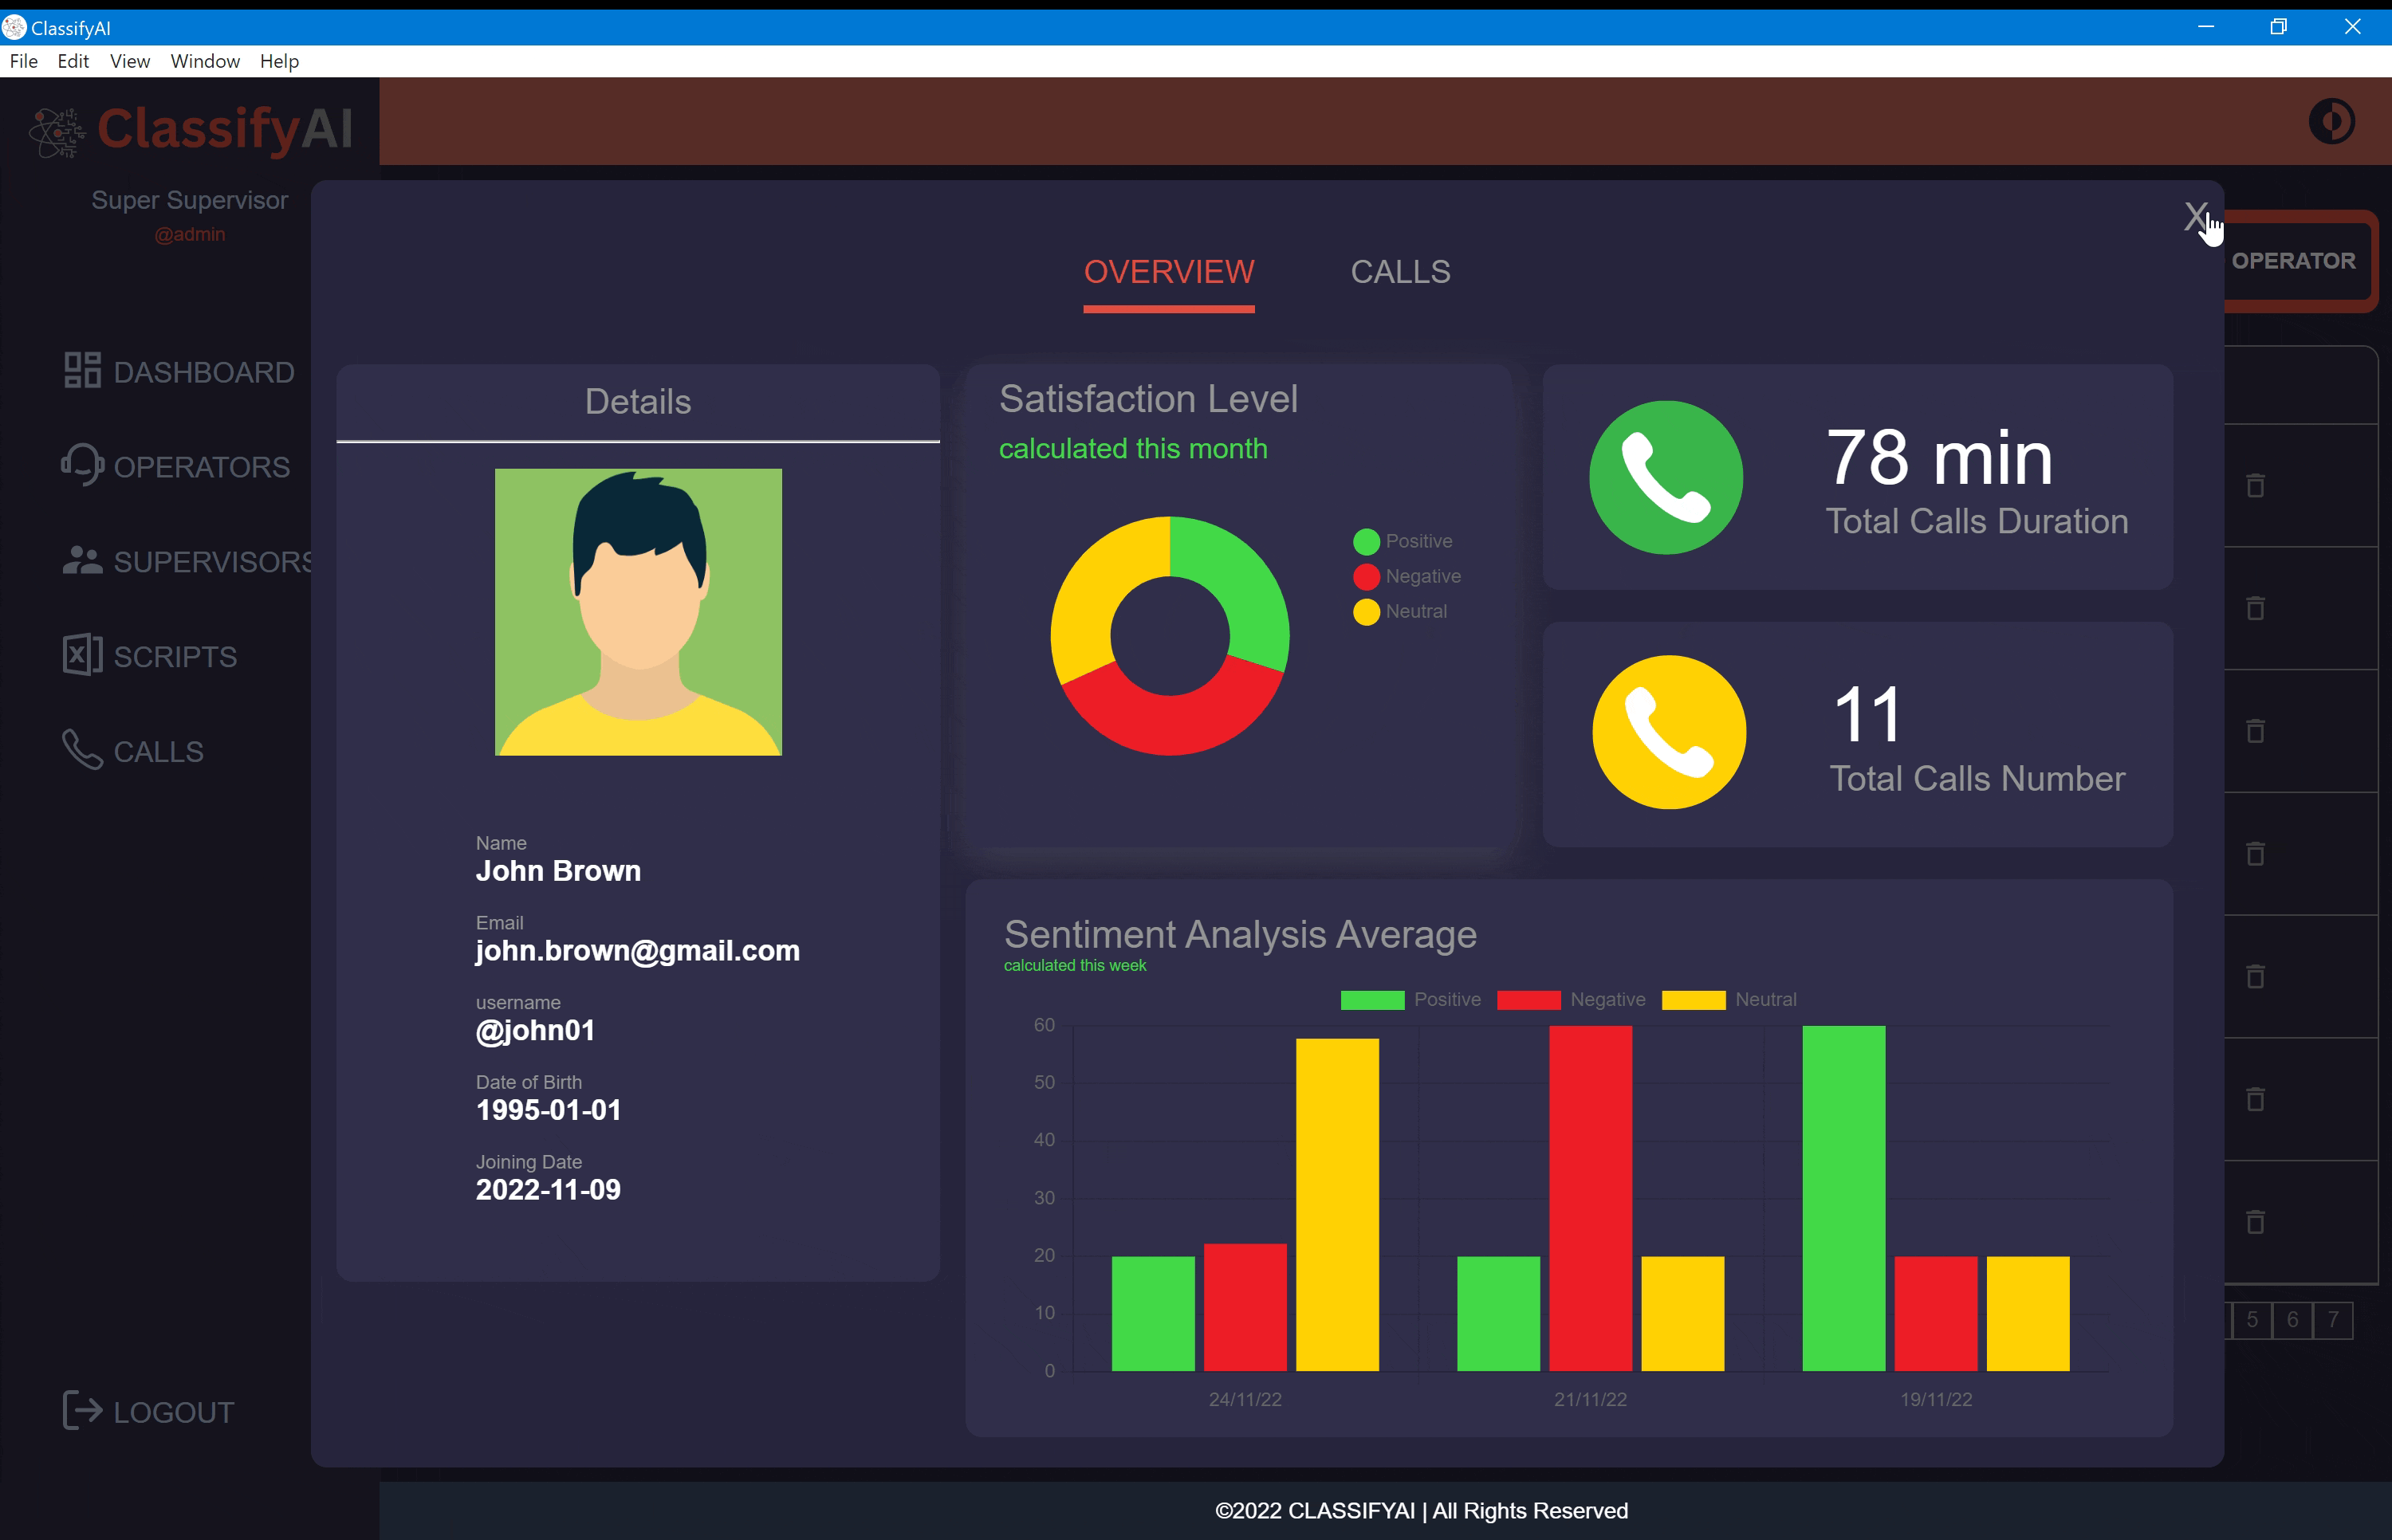 ClassifyAI
File Edit View Window Help
ClassifyAI
Super Supervisor
@admin
DASHBOARD
OPERATORS
SUPERVISORS
SCRIPTS
CALLS
LOGOUT
X
OPERATOR
OVERVIEW CALLS
Details
Name
John Brown
Email
john.brown@gmail.com
username
@john01
Date of Birth
1995-01-01
Joining Date
2022-11-09
Satisfaction Level
calculated this month
Positive
Negative
Neutral
78 min
Total Calls Duration
11
Total Calls Number
Sentiment Analysis Average
calculated this week
Positive Negative Neutral
60
50
40
30
20
10
0
24/11/22 21/11/22 19/11/22
5 6 7
©2022 CLASSIFYAI | All Rights Reserved